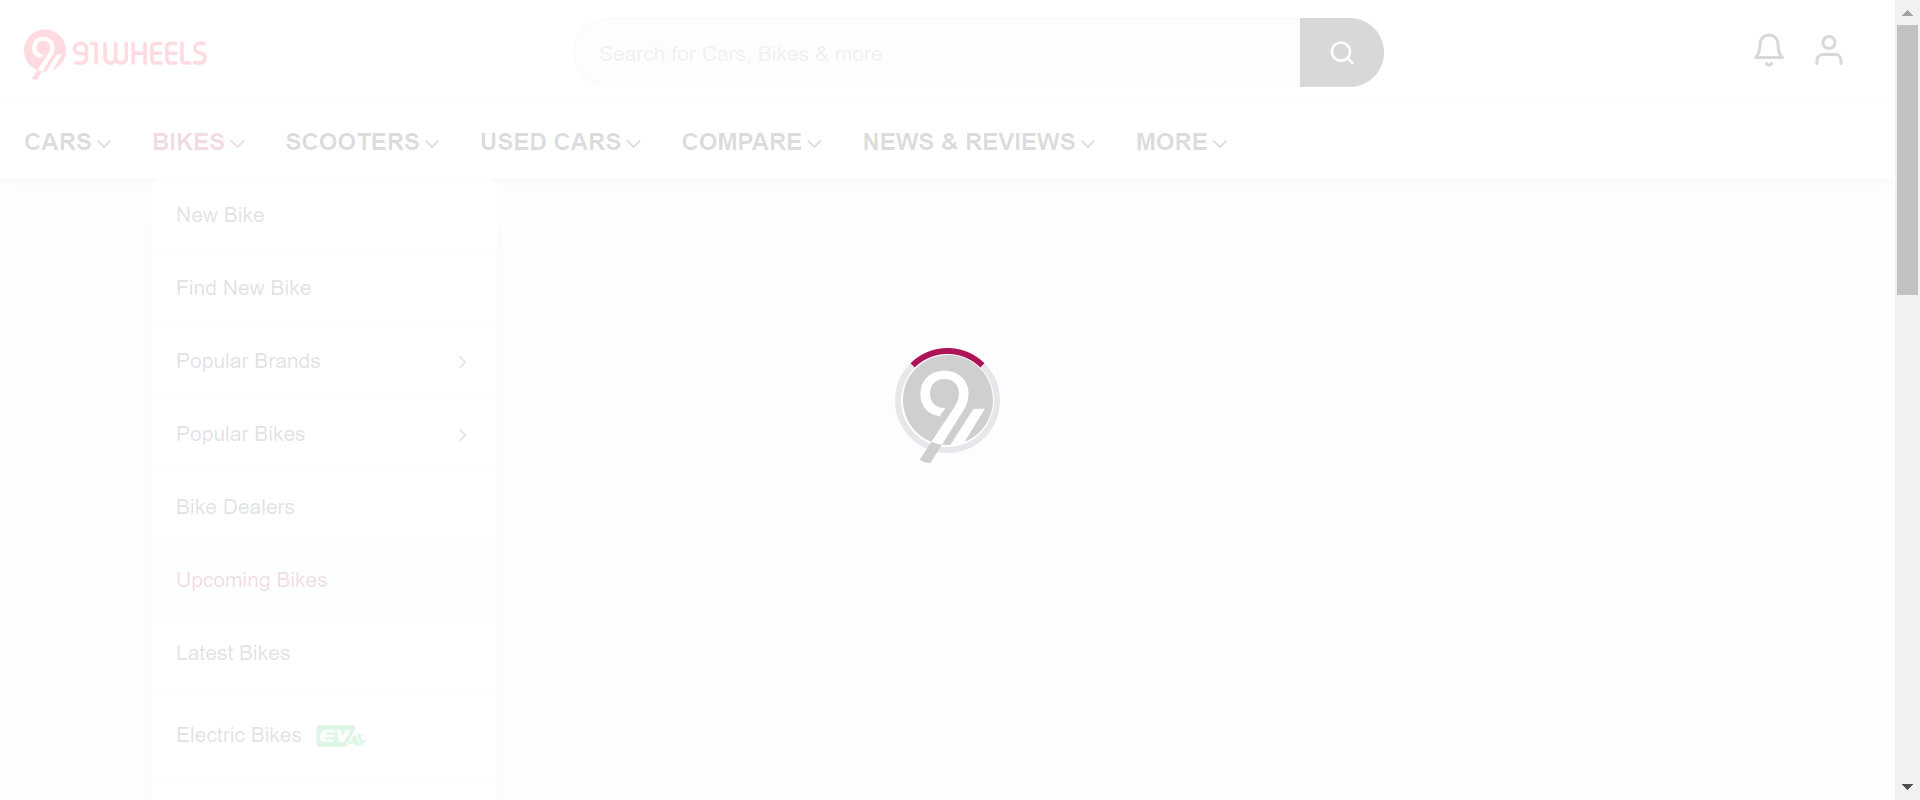 91WHEELS
Search for Cars, Bikes & more
CARS BIKES SCOOTERS USED CARS COMPARE NEWS & REVIEWS MORE
New Bike
Find New Bike
Popular Brands
Popular Bikes
Bike Dealers
Upcoming Bikes
Latest Bikes
Electric Bikes EV
91